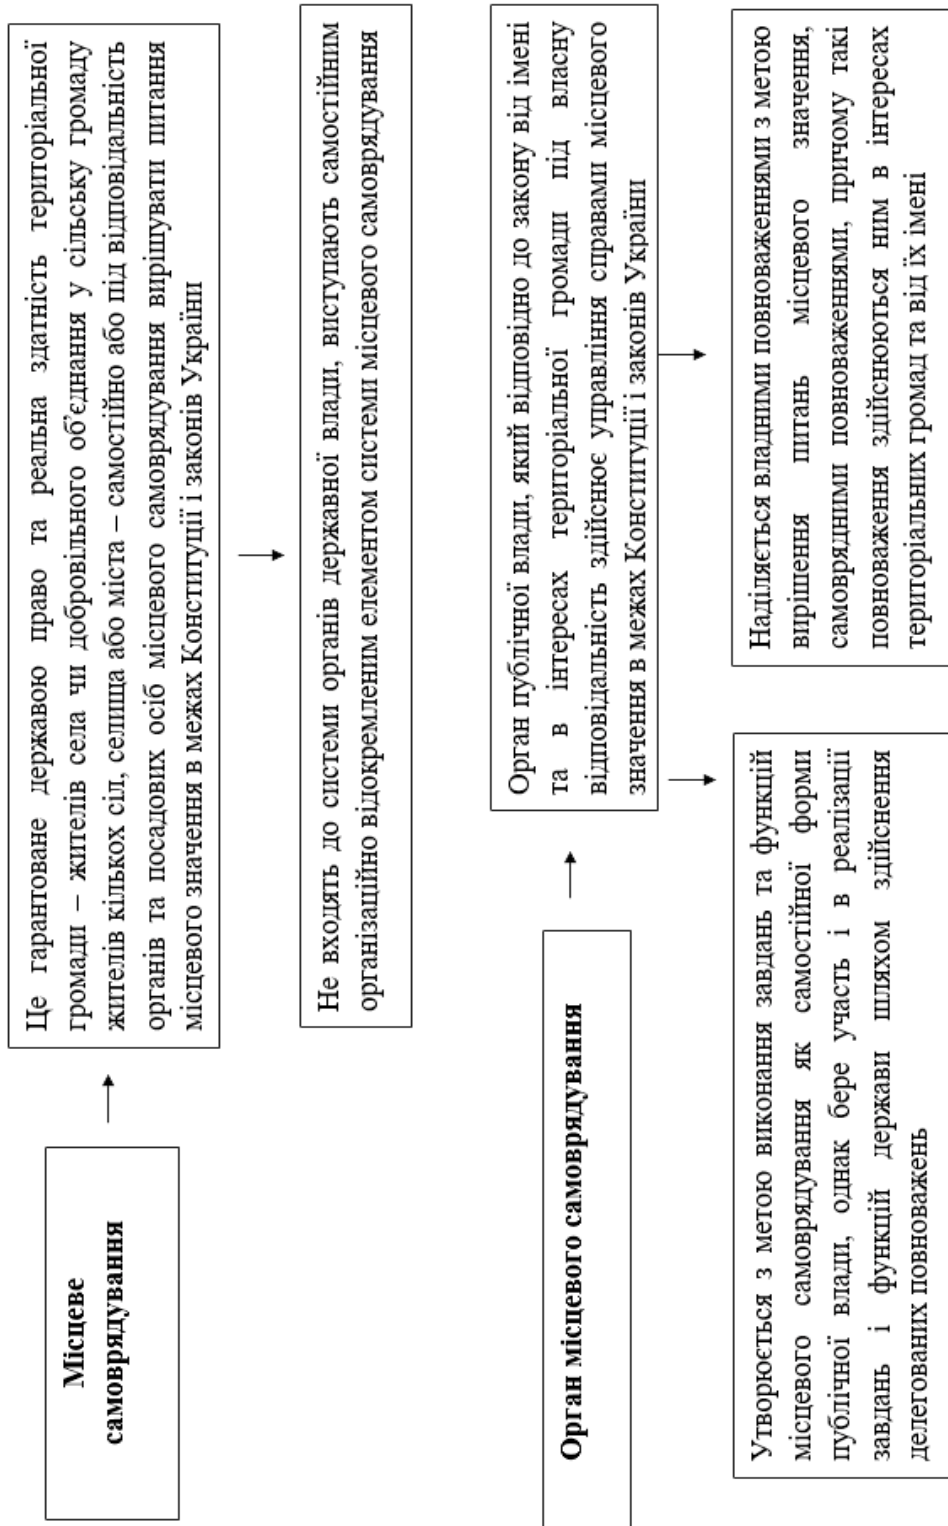 Місцеве
самоврядування
Це гарантоване державою право та реальна здатність територіальної
громади – жителів села чи добровільного об'єднання у сільську громаду
жителів кількох сіл, селища або міста – самостійно або під відповідальність
органів та посадових осіб місцевого самоврядування вирішувати питання
місцевого значення в межах Конституції і законів України
Не входять до системи органів державної влади, виступають самостійним
організаційно відокремленим елементом системи місцевого самоврядування
Орган місцевого самоврядування
Орган публічної влади, який відповідно до закону від імені
та в інтересах територіальної громади під власну
відповідальність здійснює управління справами місцевого
значення в межах Конституції і законів України
Утворюється з метою виконання завдань та функцій
місцевого самоврядування як самостійної форми
публічної влади, однак бере участь і в реалізації
завдань і функцій держави шляхом здійснення
делегованих повноважень
Наділяється владними повноваженнями з метою
вирішення питань місцевого значення,
самоврядними повноваженнями, причому такі
повноваження здійснюються ним в інтересах
територіальних громад та від їх імені